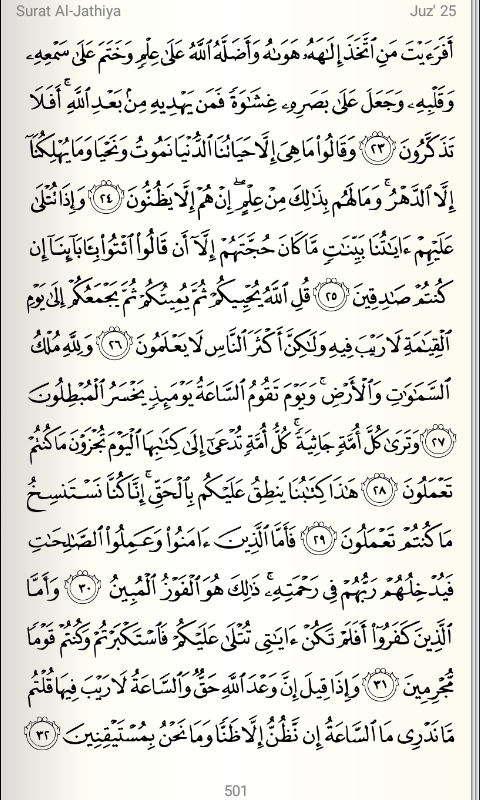 Surat Al-Jathiya Juz' 25
أَفَرَءَيْتَ مَنِ ٱتَّخَذَ إِلَٰهَهُۥ هَوَىٰهُ وَأَضَلَّهُ ٱللَّهُ عَلَىٰ عِلْمٍ وَخَتَمَ عَلَىٰ سَمْعِهِۦ
وَقَلْبِهِۦ وَجَعَلَ عَلَىٰ بَصَرِهِۦ غِشَٰوَةً فَمَن يَهْدِيهِ مِنۢ بَعْدِ ٱللَّهِ ۚ أَفَلَا
تَذَكَّرُونَ ٢٣ وَقَالُوا۟ مَا هِىَ إِلَّا حَيَاتُنَا ٱلدُّنْيَا نَمُوتُ وَنَحْيَا وَمَا يُهْلِكُنَآ
إِلَّا ٱلدَّهْرُ ۚ وَمَا لَهُم بِذَٰلِكَ مِنْ عِلْمٍ ۖ إِنْ هُمْ إِلَّا يَظُنُّونَ ٢٤ وَإِذَا تُتْلَىٰ
عَلَيْهِمْ ءَايَٰتُنَا بَيِّنَٰتٍ مَّا كَانَ حُجَّتَهُمْ إِلَّآ أَن قَالُوا۟ ٱئْتُوا۟ بِـَٔابَآئِنَآ إِن
كُنتُمْ صَٰدِقِينَ ٢٥ قُلِ ٱللَّهُ يُحْيِيكُمْ ثُمَّ يُمِيتُكُمْ ثُمَّ يَجْمَعُكُمْ إِلَىٰ يَوْمِ
ٱلْقِيَٰمَةِ لَا رَيْبَ فِيهِ وَلَٰكِنَّ أَكْثَرَ ٱلنَّاسِ لَا يَعْلَمُونَ ٢٦ وَلِلَّهِ مُلْكُ
ٱلسَّمَٰوَٰتِ وَٱلْأَرْضِ ۚ وَيَوْمَ تَقُومُ ٱلسَّاعَةُ يَوْمَئِذٍ يَخْسَرُ ٱلْمُبْطِلُونَ
٢٧ وَتَرَىٰ كُلَّ أُمَّةٍ جَاثِيَةً ۚ كُلُّ أُمَّةٍ تُدْعَىٰٓ إِلَىٰ كِتَٰبِهَا ٱلْيَوْمَ تُجْزَوْنَ مَا كُنتُمْ
تَعْمَلُونَ ٢٨ هَٰذَا كِتَٰبُنَا يَنطِقُ عَلَيْكُم بِٱلْحَقِّ ۚ إِنَّا كُنَّا نَسْتَنسِخُ
مَا كُنتُمْ تَعْمَلُونَ ٢٩ فَأَمَّا ٱلَّذِينَ ءَامَنُوا۟ وَعَمِلُوا۟ ٱلصَّٰلِحَٰتِ
فَيُدْخِلُهُمْ رَبُّهُمْ فِى رَحْمَتِهِۦ ۚ ذَٰلِكَ هُوَ ٱلْفَوْزُ ٱلْمُبِينُ ٣٠ وَأَمَّا
ٱلَّذِينَ كَفَرُوٓا۟ أَفَلَمْ تَكُنْ ءَايَٰتِى تُتْلَىٰ عَلَيْكُمْ فَٱسْتَكْبَرْتُمْ وَكُنتُمْ قَوْمًا
مُّجْرِمِينَ ٣١ وَإِذَا قِيلَ إِنَّ وَعْدَ ٱللَّهِ حَقٌّ وَٱلسَّاعَةُ لَا رَيْبَ فِيهَا قُلْتُم
مَّا نَدْرِى مَا ٱلسَّاعَةُ إِن نَّظُنُّ إِلَّا ظَنًّا وَمَا نَحْنُ بِمُسْتَيْقِنِينَ ٣٢
501